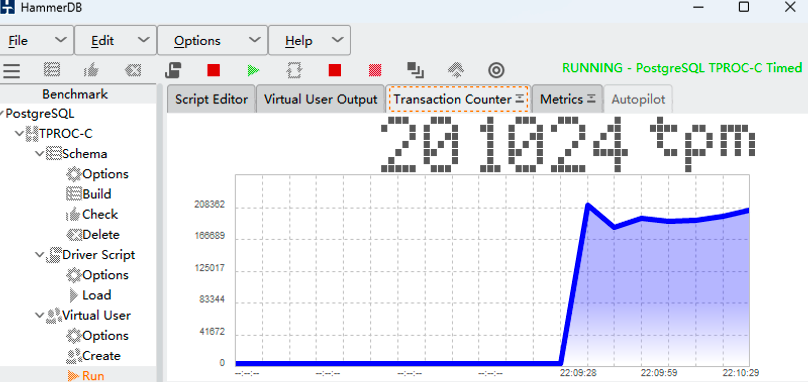 HammerDB
File Edit Options Help
RUNNING - PostgreSQL TPROC-C Timed
Benchmark
Script Editor Virtual User Output Transaction Counter Metrics Autopilot
PostgreSQL
TPROC-C
Schema
Options
Build
Check
Delete
Driver Script
Options
Load
Virtual User
Options
Create
Run
201024 tpm
208362
166689
125017
83344
41672
0
--:--:-- --:--:-- --:--:-- --:--:-- 22:09:28 22:09:59 22:10:29